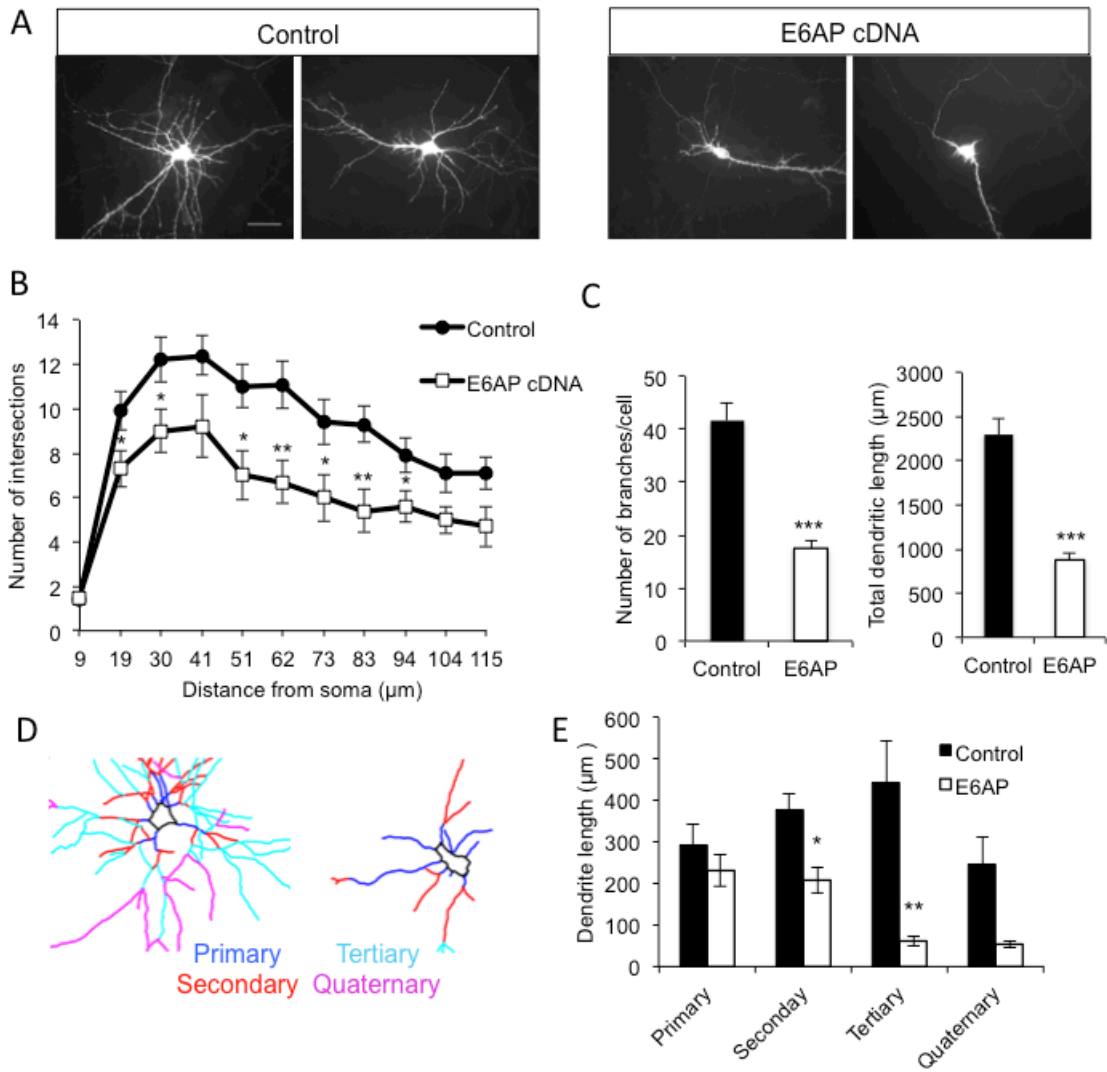 A
Control
E6AP cDNA
B
14
12
10
8
6
4
2
0
Number of intersections
9 19 30 41 51 62 73 83 94 104 115
Distance from soma (µm)
Control
E6AP cDNA
*
*
*
**
*
**
*
C
50
40
30
20
10
0
Number of branches/cell
***
Control E6AP
3000
2500
2000
1500
1000
500
0
Total dendritic length (µm)
***
Control E6AP
D
Primary Tertiary
Secondary Quaternary
E
600
500
400
300
200
100
0
Dendrite length (µm )
Control
E6AP
*
**
Primary
Seconday
Tertiary
Quaternary